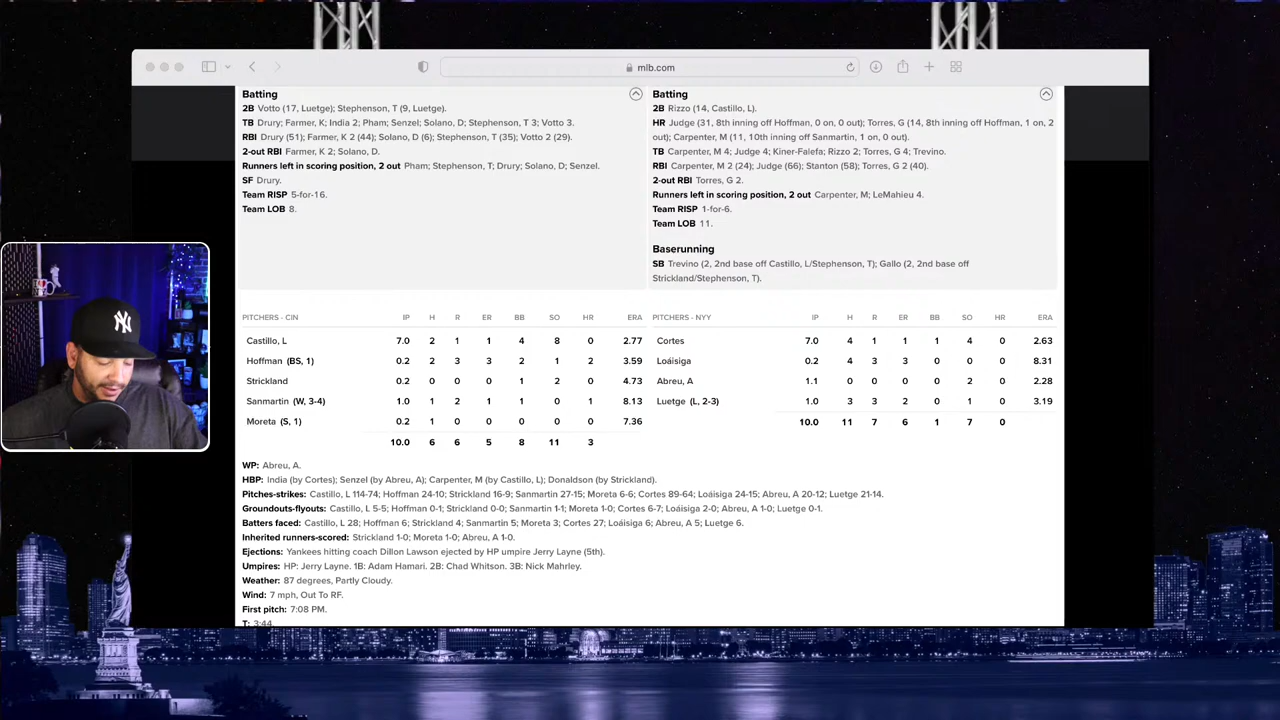 mlb.com
Batting
2B Votto (17, Luetge); Stephenson, T (9, Luetge).
TB Drury; Farmer, K; India 2; Pham; Senzel; Solano, D; Stephenson, T 3; Votto 3.
RBI Drury (51); Farmer, K 2 (44); Solano, D (6); Stephenson, T (35); Votto 2 (29).
2-out RBI Farmer, K 2; Solano, D.
Runners left in scoring position, 2 out Pham; Stephenson, T; Drury; Solano, D; Senzel.
SF Drury.
Team RISP 5-for-16.
Team LOB 8.
Batting
2B Rizzo (14, Castillo, L).
HR Judge (31, 8th inning off Hoffman, 0 on, 0 out); Torres, G (14, 8th inning off Hoffman, 1 on, 2
out); Carpenter, M (11, 10th inning off Sanmartin, 1 on, 0 out).
TB Carpenter, M 4; Judge 4; Kiner-Falefa; Rizzo 2; Torres, G 4; Trevino.
RBI Carpenter, M 2 (24); Judge (66); Stanton (58); Torres, G 2 (40).
2-out RBI Torres, G 2.
Runners left in scoring position, 2 out Carpenter, M; LeMahieu 4.
Team RISP 1-for-6.
Team LOB 11.
Baserunning
SB Trevino (2, 2nd base off Castillo, L/Stephenson, T); Gallo (2, 2nd base off
Strickland/Stephenson, T).
PITCHERS - CIN IP H R ER BB SO HR ERA
Castillo, L 7.0 2 1 1 4 8 0 2.77
Hoffman (BS, 1) 0.2 2 3 3 2 1 2 3.59
Strickland 0.2 0 0 0 1 2 0 4.73
Sanmartin (W, 3-4) 1.0 1 2 1 1 0 1 8.13
Moreta (S, 1) 0.2 1 0 0 0 0 0 7.36
10.0 6 6 5 8 11 3
PITCHERS - NYY IP H R ER BB SO HR ERA
Cortes 7.0 4 1 1 1 4 0 2.63
Loáisiga 0.2 4 3 3 0 0 0 8.31
Abreu, A 1.1 0 0 0 0 2 0 2.28
Luetge (L, 2-3) 1.0 3 3 2 0 1 0 3.19
10.0 11 7 6 1 7 0
WP: Abreu, A.
HBP: India (by Cortes); Senzel (by Abreu, A); Carpenter, M (by Castillo, L); Donaldson (by Strickland).
Pitches-strikes: Castillo, L 114-74; Hoffman 24-10; Strickland 16-9; Sanmartin 27-15; Moreta 6-6; Cortes 89-64; Loáisiga 24-15; Abreu, A 20-12; Luetge 21-14.
Groundouts-flyouts: Castillo, L 5-5; Hoffman 0-1; Strickland 0-0; Sanmartin 1-1; Moreta 1-0; Cortes 6-7; Loáisiga 2-0; Abreu, A 1-0; Luetge 0-1.
Batters faced: Castillo, L 28; Hoffman 6; Strickland 4; Sanmartin 5; Moreta 3; Cortes 27; Loáisiga 6; Abreu, A 5; Luetge 6.
Inherited runners-scored: Strickland 1-0; Moreta 1-0; Abreu, A 1-0.
Ejections: Yankees hitting coach Dillon Lawson ejected by HP umpire Jerry Layne (5th).
Umpires: HP: Jerry Layne. 1B: Adam Hamari. 2B: Chad Whitson. 3B: Nick Mahrley.
Weather: 87 degrees, Partly Cloudy.
Wind: 7 mph, Out To RF.
First pitch: 7:08 PM.
T: 3:44.
NY